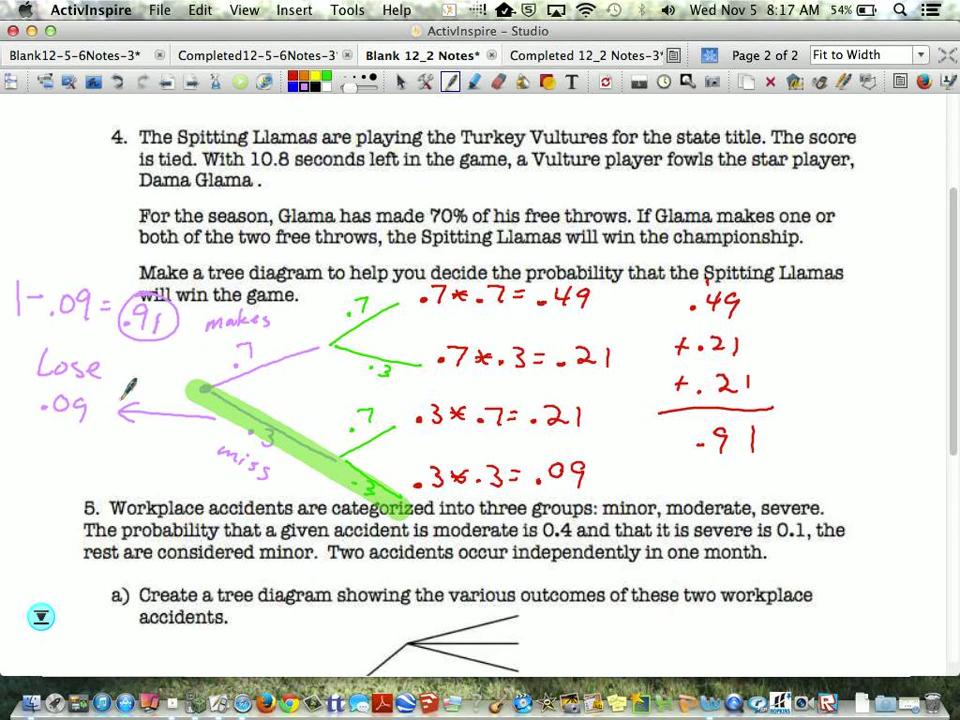 ActivInspire File Edit View Insert Tools Help Wed Nov 5 8:17 AM 54%
ActivInspire - Studio
Blank12-5-6Notes-3* Completed12-5-6Notes-3* Blank 12_2 Notes* Completed 12_2 Notes-3* Page 2 of 2 Fit to Width
4. The Spitting Llamas are playing the Turkey Vultures for the state title. The score
is tied. With 10.8 seconds left in the game, a Vulture player fowls the star player,
Dama Glama .
For the season, Glama has made 70% of his free throws. If Glama makes one or
both of the two free throws, the Spitting Llamas will win the championship.
Make a tree diagram to help you decide the probability that the Spitting Llamas
will win the game.
1-.09=.91
makes
.7
.7
.7*.7=.49
1
.49
Lose
.7
.3
.7*.3=.21
+.21
.09
.3
.7
.3*.7=.21
+.21
.91
miss
.3
.3*.3=.09
5. Workplace accidents are categorized into three groups: minor, moderate, severe.
The probability that a given accident is moderate is 0.4 and that it is severe is 0.1, the
rest are considered minor. Two accidents occur independently in one month.
a) Create a tree diagram showing the various outcomes of these two workplace
accidents.